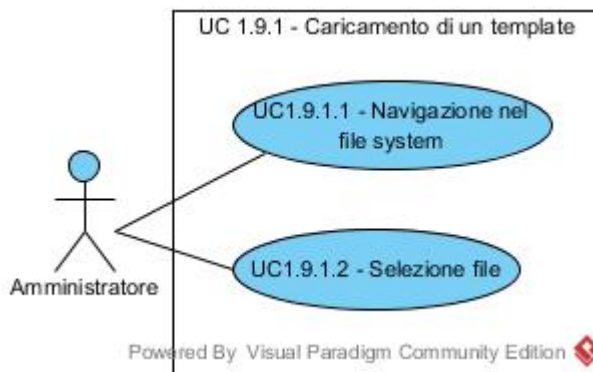 UC 1.9.1 - Caricamento di un template
UC1.9.1.1 - Navigazione nel
file system
UC1.9.1.2 - Selezione file
Amministratore
Powered By Visual Paradigm Community Edition